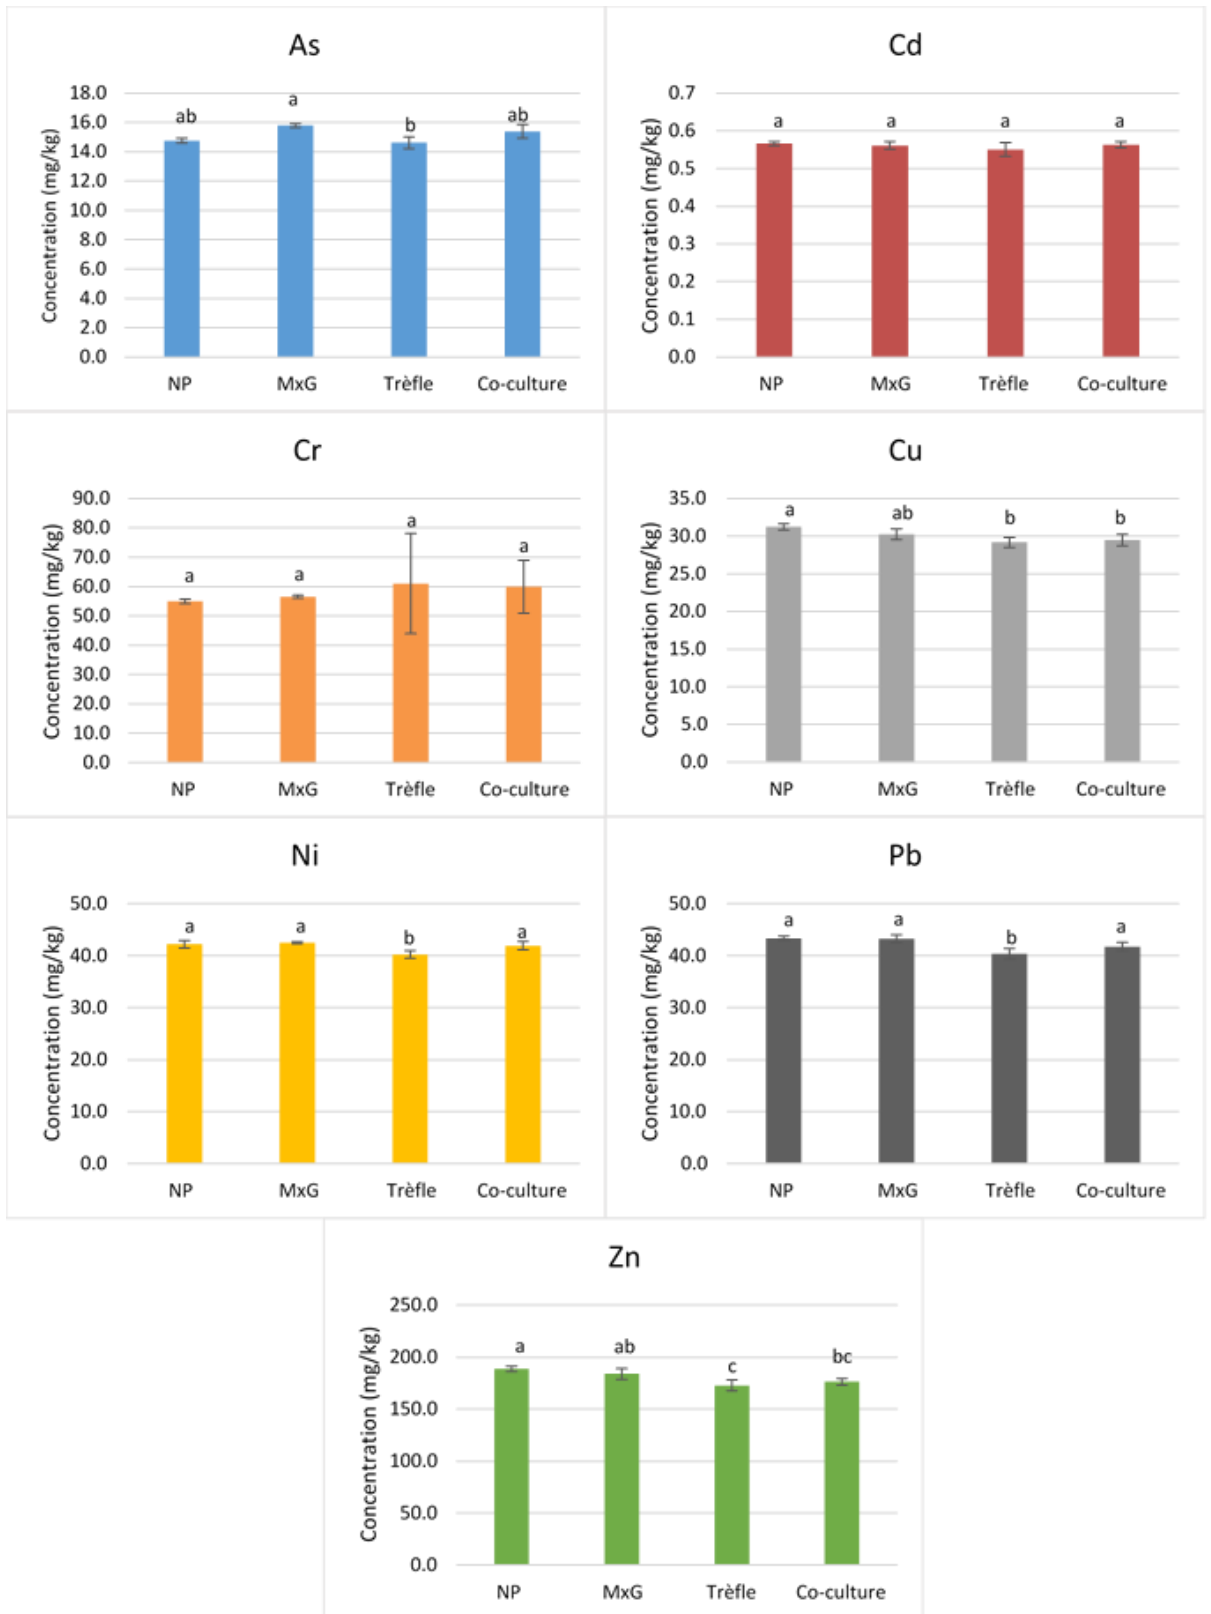 As
Concentration (mg/kg)
18.0
16.0
14.0
12.0
10.0
8.0
6.0
4.0
2.0
0.0
ab
a
b
ab
NP
MxG
Trèfle
Co-culture
Cd
Concentration (mg/kg)
0.7
0.6
0.5
0.4
0.3
0.2
0.1
0.0
a
a
a
a
NP
MxG
Trèfle
Co-culture
Cr
Concentration (mg/kg)
90.0
80.0
70.0
60.0
50.0
40.0
30.0
20.0
10.0
0.0
a
a
a
a
NP
MxG
Trèfle
Co-culture
Cu
Concentration (mg/kg)
35.0
30.0
25.0
20.0
15.0
10.0
5.0
0.0
a
ab
b
b
NP
MxG
Trèfle
Co-culture
Ni
Concentration (mg/kg)
50.0
40.0
30.0
20.0
10.0
0.0
a
a
b
a
NP
MxG
Trèfle
Co-culture
Pb
Concentration (mg/kg)
50.0
40.0
30.0
20.0
10.0
0.0
a
a
b
a
NP
MxG
Trèfle
Co-culture
Zn
Concentration (mg/kg)
250.0
200.0
150.0
100.0
50.0
0.0
a
ab
c
bc
NP
MxG
Trèfle
Co-culture